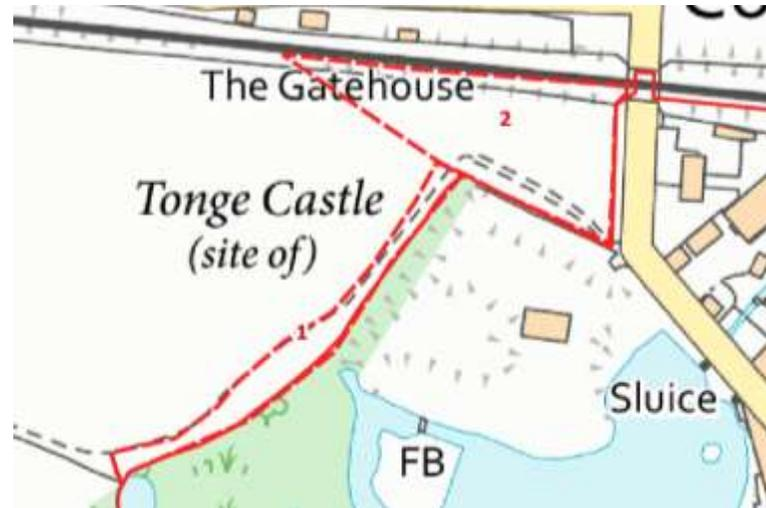 The Gatehouse
2
Tonge Castle
(site of)
1
Sluice
FB